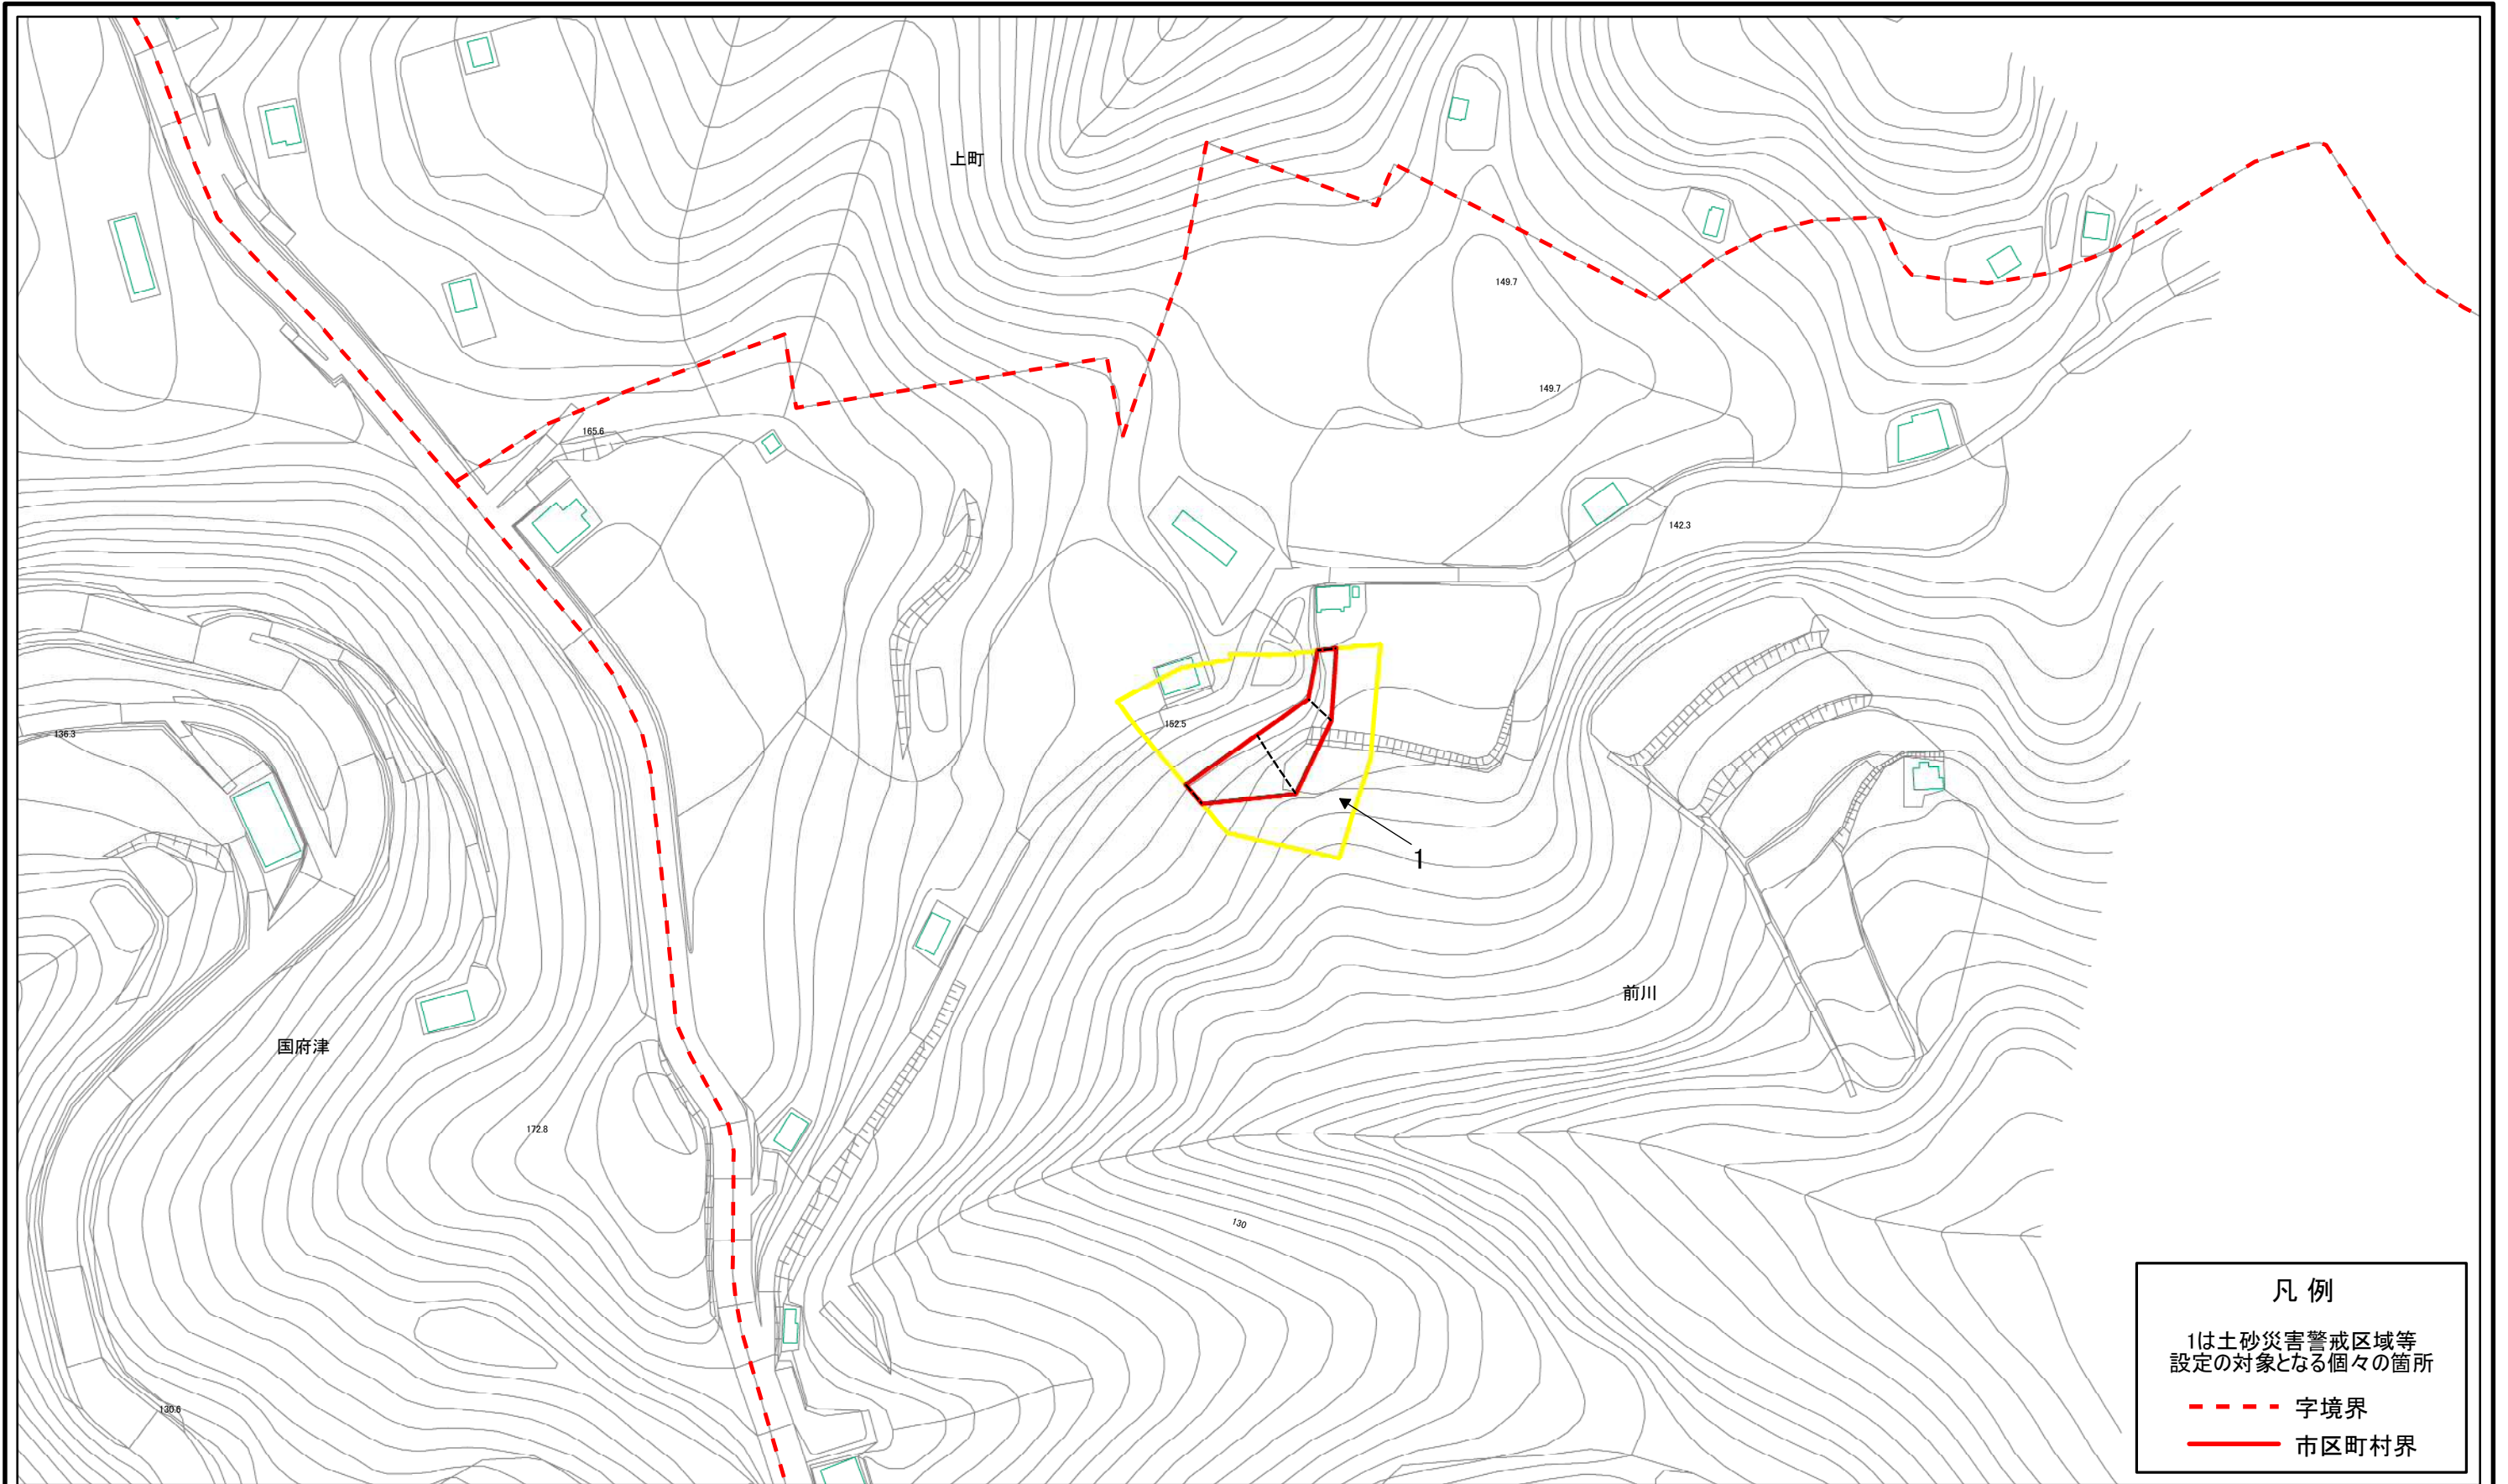 上町
149.7
149.7
165.6
142.3
152.5
136.3
1
前川
国府津
172.8
130
130.6
凡 例
1は土砂災害警戒区域等
設定の対象となる個々の箇所
字境界
市区町村界